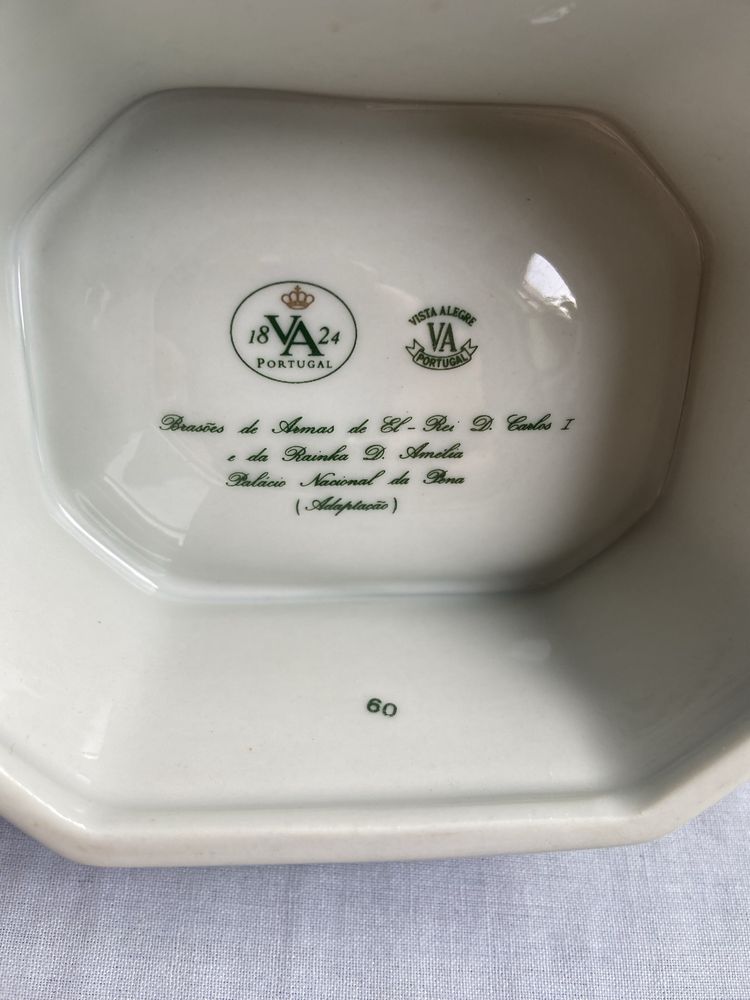 18 VA 24
PORTUGAL
VISTA ALEGRE
VA
PORTUGAL
Brasões de Armas de El-Rei D. Carlos I
e da Rainha D. Amélia
Palácio Nacional da Pena
(Adaptação)
60